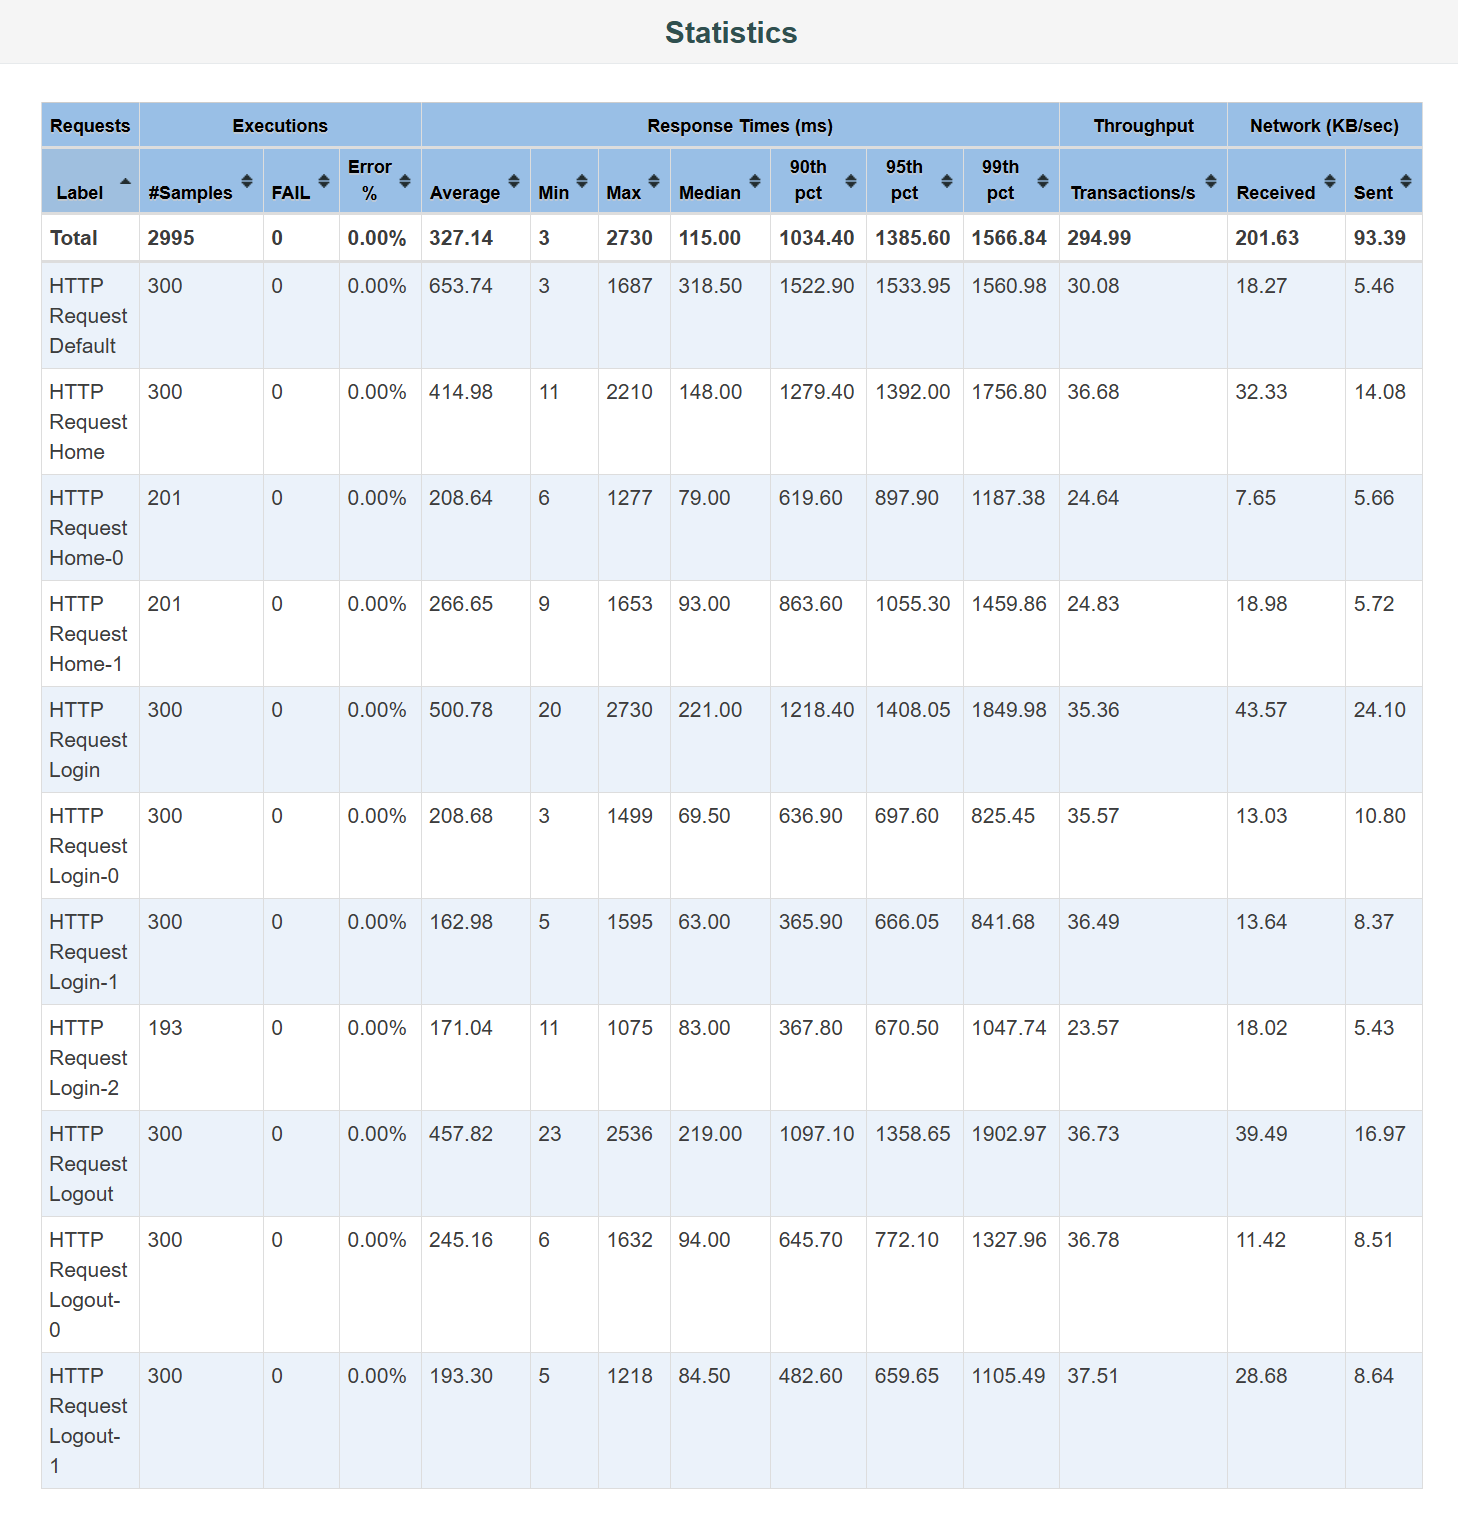 Statistics
Requests Executions Response Times (ms) Throughput Network (KB/sec)
Label #Samples FAIL Error % Average Min Max Median 90th pct 95th pct 99th pct Transactions/s Received Sent
Total 2995 0 0.00% 327.14 3 2730 115.00 1034.40 1385.60 1566.84 294.99 201.63 93.39
HTTP Request Default 300 0 0.00% 653.74 3 1687 318.50 1522.90 1533.95 1560.98 30.08 18.27 5.46
HTTP Request Home 300 0 0.00% 414.98 11 2210 148.00 1279.40 1392.00 1756.80 36.68 32.33 14.08
HTTP Request Home-0 201 0 0.00% 208.64 6 1277 79.00 619.60 897.90 1187.38 24.64 7.65 5.66
HTTP Request Home-1 201 0 0.00% 266.65 9 1653 93.00 863.60 1055.30 1459.86 24.83 18.98 5.72
HTTP Request Login 300 0 0.00% 500.78 20 2730 221.00 1218.40 1408.05 1849.98 35.36 43.57 24.10
HTTP Request Login-0 300 0 0.00% 208.68 3 1499 69.50 636.90 697.60 825.45 35.57 13.03 10.80
HTTP Request Login-1 300 0 0.00% 162.98 5 1595 63.00 365.90 666.05 841.68 36.49 13.64 8.37
HTTP Request Login-2 193 0 0.00% 171.04 11 1075 83.00 367.80 670.50 1047.74 23.57 18.02 5.43
HTTP Request Logout 300 0 0.00% 457.82 23 2536 219.00 1097.10 1358.65 1902.97 36.73 39.49 16.97
HTTP Request Logout-0 300 0 0.00% 245.16 6 1632 94.00 645.70 772.10 1327.96 36.78 11.42 8.51
HTTP Request Logout-1 300 0 0.00% 193.30 5 1218 84.50 482.60 659.65 1105.49 37.51 28.68 8.64